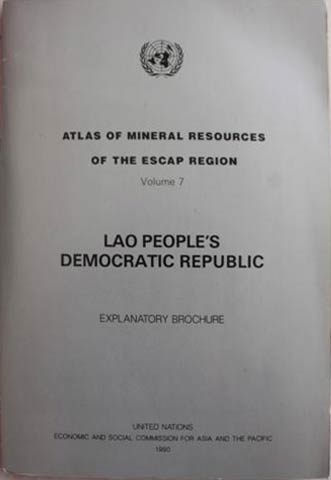 ATLAS OF MINERAL RESOURCES
OF THE ESCAP REGION
Volume 7
LAO PEOPLE'S
DEMOCRATIC REPUBLIC
EXPLANATORY BROCHURE
UNITED NATIONS
ECONOMIC AND SOCIAL COMMISSION FOR ASIA AND THE PACIFIC
1990